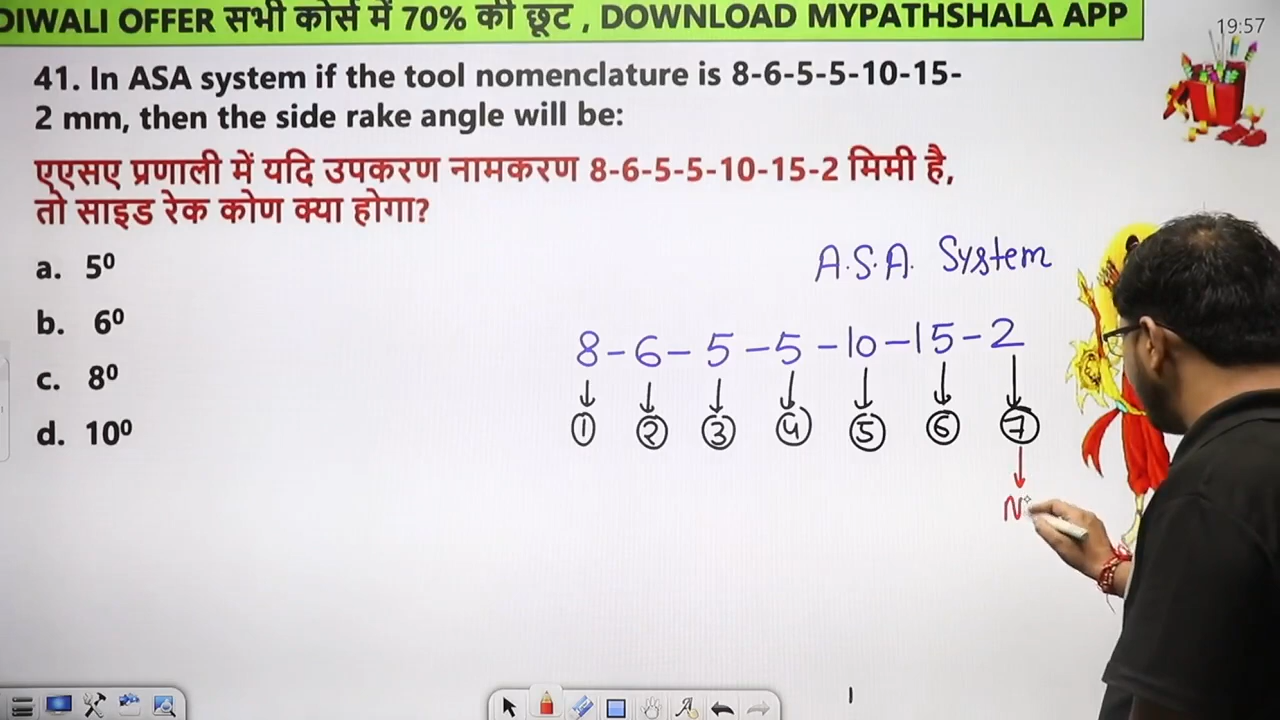 DIWALI OFFER सभी कोर्स में 70% की छूट , DOWNLOAD MYPATHSHALA APP
19:57
41. In ASA system if the tool nomenclature is 8-6-5-5-10-15-
2 mm, then the side rake angle will be:
एएसए प्रणाली में यदि उपकरण नामकरण 8-6-5-5-10-15-2 मिमी है,
तो साइड रेक कोण क्या होगा?
a. 5⁰
b. 6⁰
c. 8⁰
d. 10⁰
A.S.A. System
8-6-5-5-10-15-2
1 2 3 4 5 6 7
N